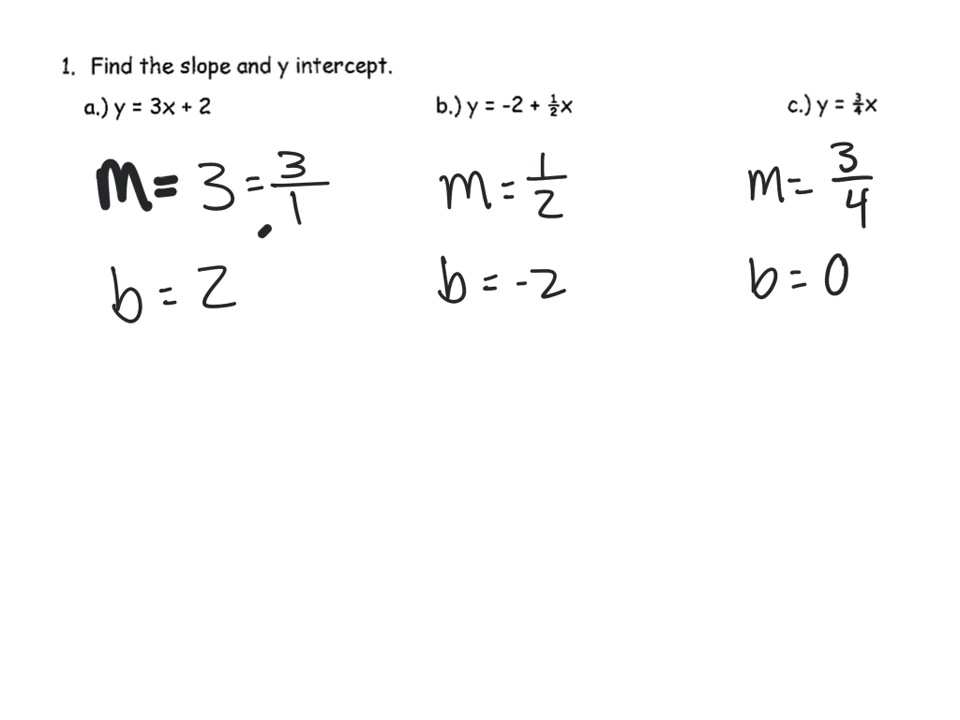 1. Find the slope and y intercept.
a.) y = 3x + 2
b.) y = -2 + ½x
c.) y = ¾x
m = 3 = 3/1
m = 1/2
m = 3/4
b = 2
b = -2
b = 0